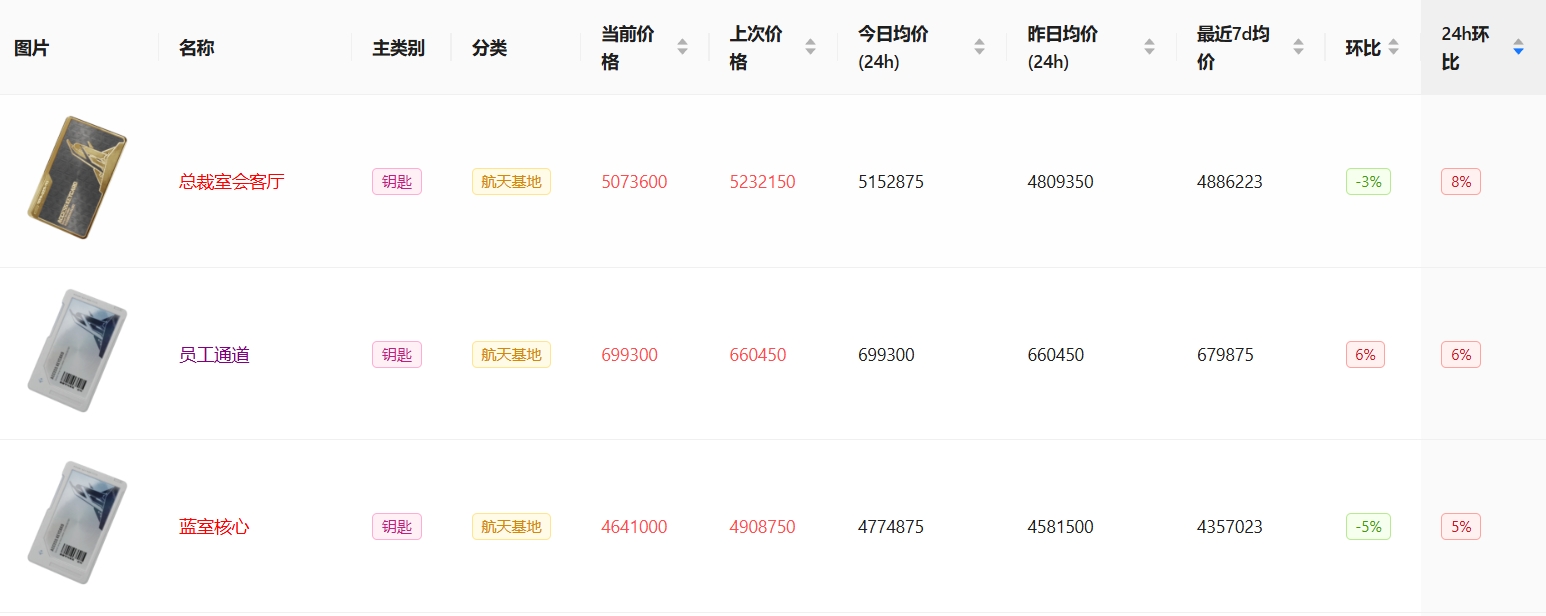 图片 名称 主类别 分类 当前价格 上次价格 今日均价(24h) 昨日均价(24h) 最近7d均价 环比 24h环比
总裁室会客厅 钥匙 航天基地 5073600 5232150 5152875 4809350 4886223 -3% 8%
员工通道 钥匙 航天基地 699300 660450 699300 660450 679875 6% 6%
蓝室核心 钥匙 航天基地 4641000 4908750 4774875 4581500 4357023 -5% 5%